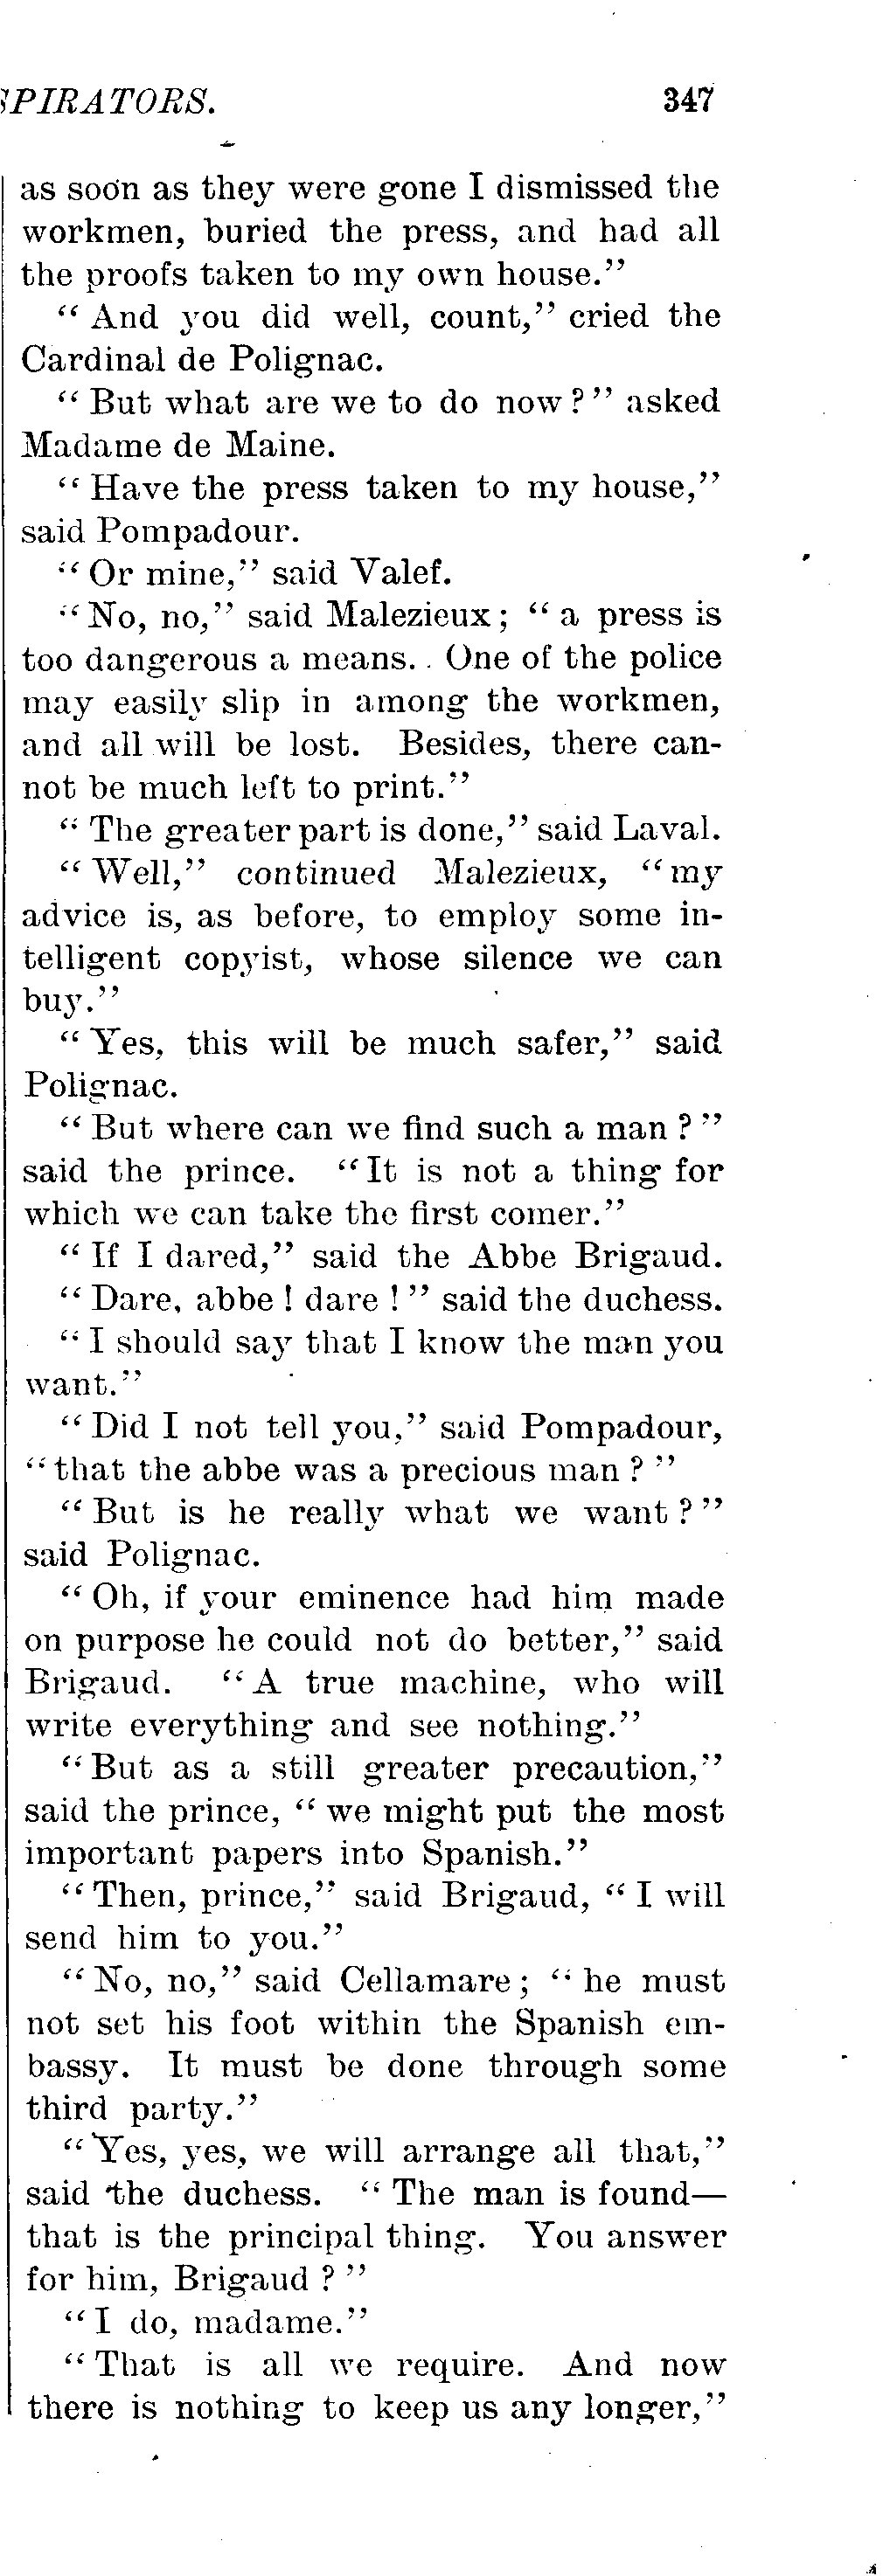 SPIRATORS. 347
as soon as they were gone I dismissed the
workmen, buried the press, and had all
the proofs taken to my own house."
" And you did well, count," cried the
Cardinal de Polignac.
" But what are we to do now ? " asked
Madame de Maine.
" Have the press taken to my house,"
said Pompadour.
" Or mine," said Valef.
" No, no," said Malezieux ; " a press is
too dangerous a means. . One of the police
may easily slip in among the workmen,
and all will be lost. Besides, there can-
not be much left to print."
" The greater part is done," said Laval.
" Well," continued Malezieux, " my
advice is, as before, to employ some in-
telligent copyist, whose silence we can
buy."
" Yes, this will be much safer," said
Polignac.
" But where can we find such a man ? "
said the prince. " It is not a thing for
which we can take the first comer."
" If I dared," said the Abbe Brigaud.
" Dare, abbe ! dare ! " said the duchess.
" I should say that I know the man you
want."
" Did I not tell you," said Pompadour,
" that the abbe was a precious man ? "
" But is he really what we want ? "
said Polignac.
" Oh, if your eminence had him made
on purpose he could not do better," said
Brigaud. " A true machine, who will
write everything and see nothing."
" But as a still greater precaution,"
said the prince, " we might put the most
important papers into Spanish."
" Then, prince," said Brigaud, " I will
send him to you."
" No, no," said Cellamare ; " he must
not set his foot within the Spanish em-
bassy. It must be done through some
third party."
" Yes, yes, we will arrange all that,"
said the duchess. " The man is found—
that is the principal thing. You answer
for him, Brigaud ? "
" I do, madame."
" That is all we require. And now
there is nothing to keep us any longer,"